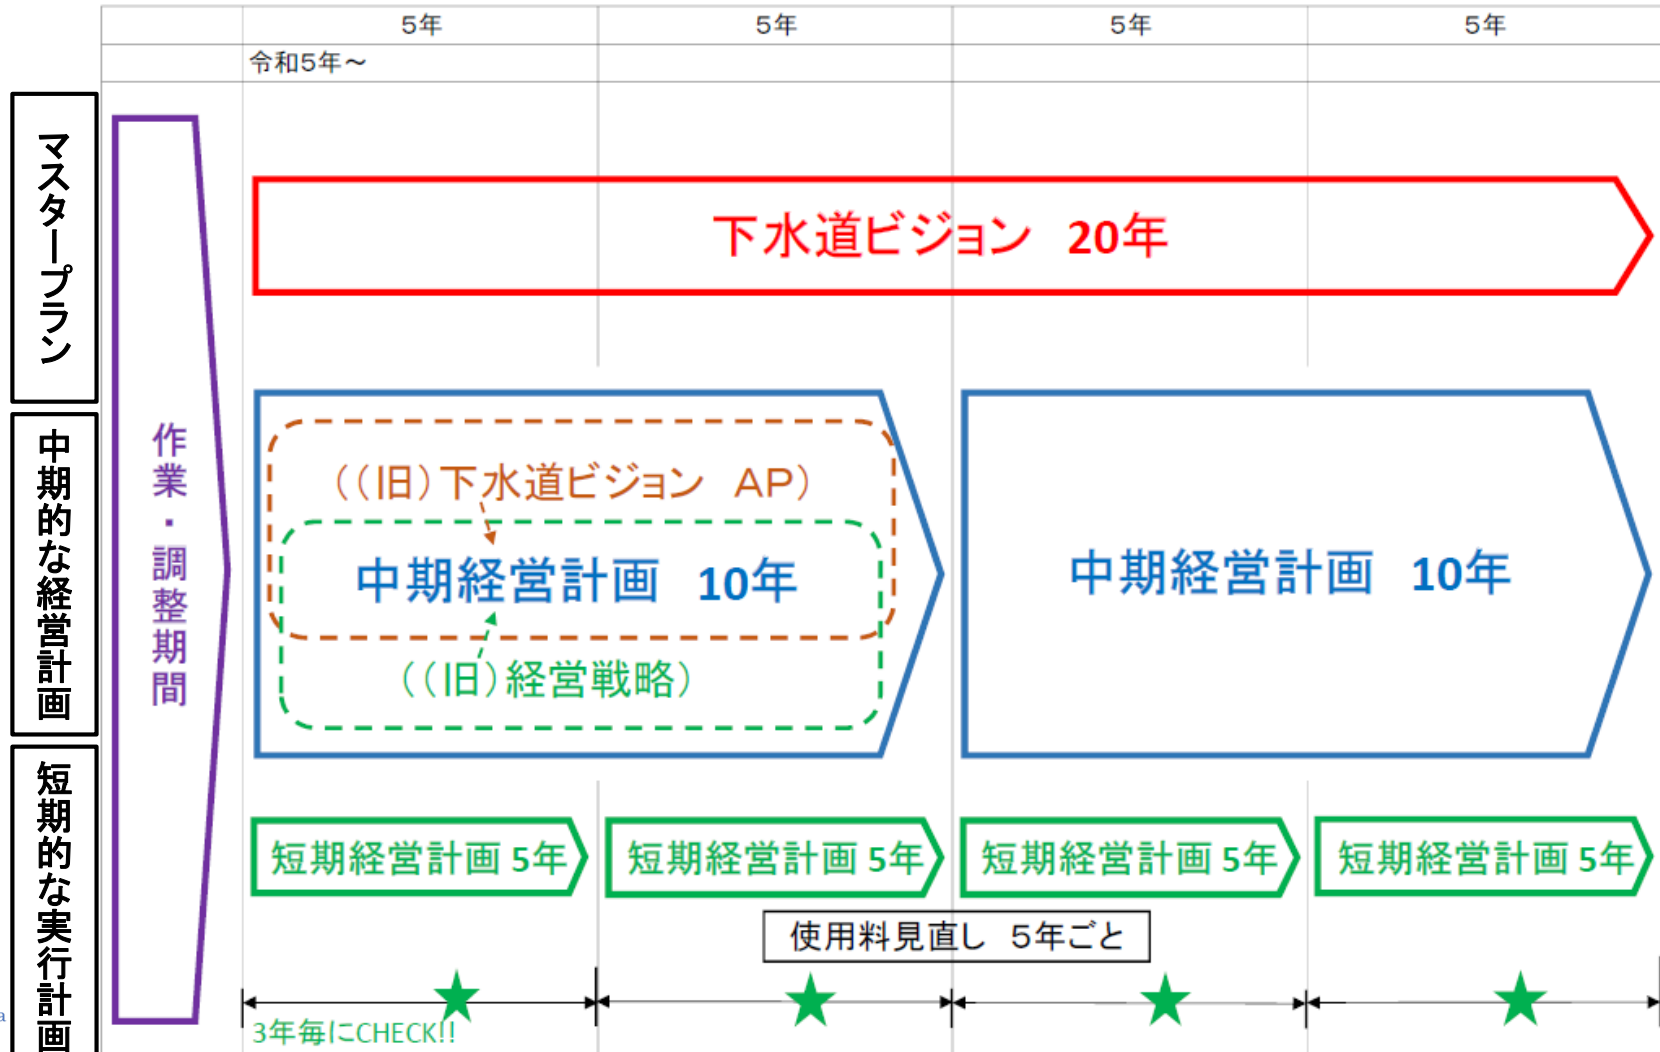 5年
5年
5年
5年
令和5年～
マスタープラン
下水道ビジョン 20年
作業・調整期間
中期的な経営計画
((旧)下水道ビジョン AP)
中期経営計画 10年
((旧)経営戦略)
中期経営計画 10年
短期的な実行計画
短期経営計画 5年
短期経営計画 5年
短期経営計画 5年
短期経営計画 5年
使用料見直し 5年ごと
3年毎にCHECK!!
a